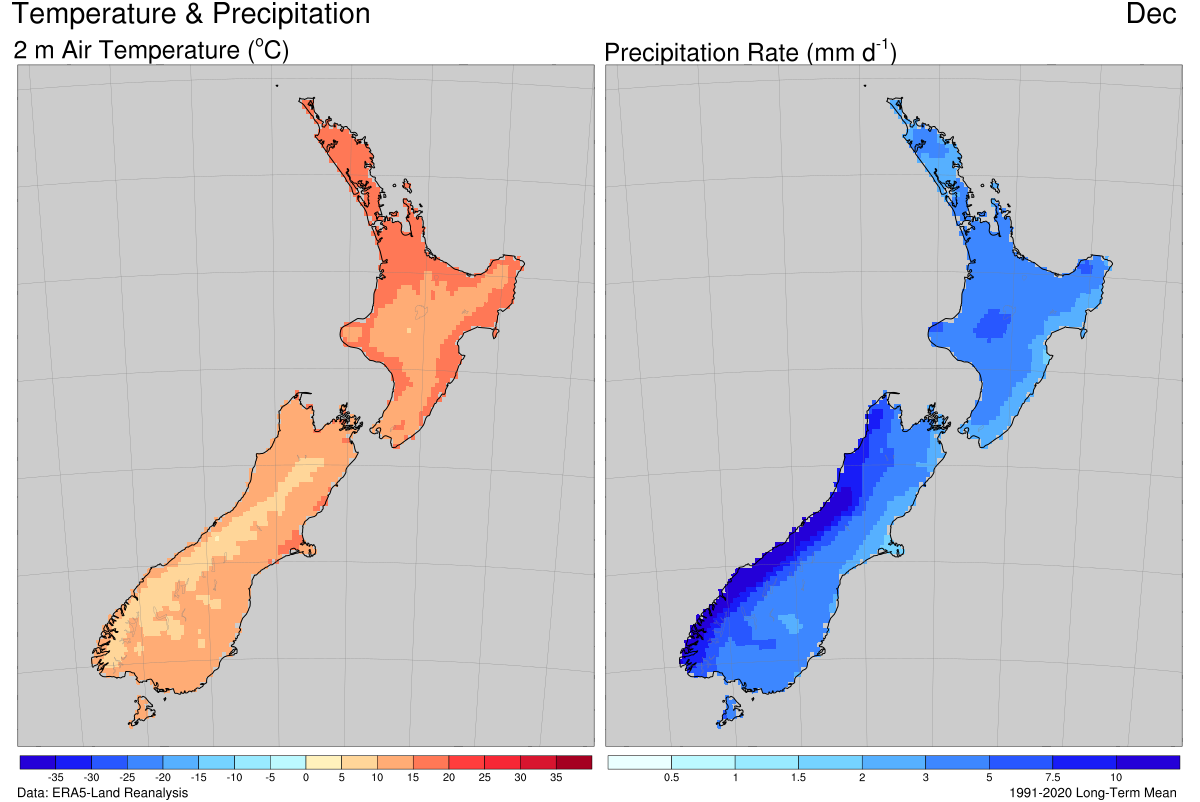 Temperature & Precipitation Dec
2 m Air Temperature (°C) Precipitation Rate (mm d⁻¹)
-35 -30 -25 -20 -15 -10 -5 0 5 10 15 20 25 30 35 0.5 1 1.5 2 3 5 7.5 10
Data: ERA5-Land Reanalysis 1991-2020 Long-Term Mean